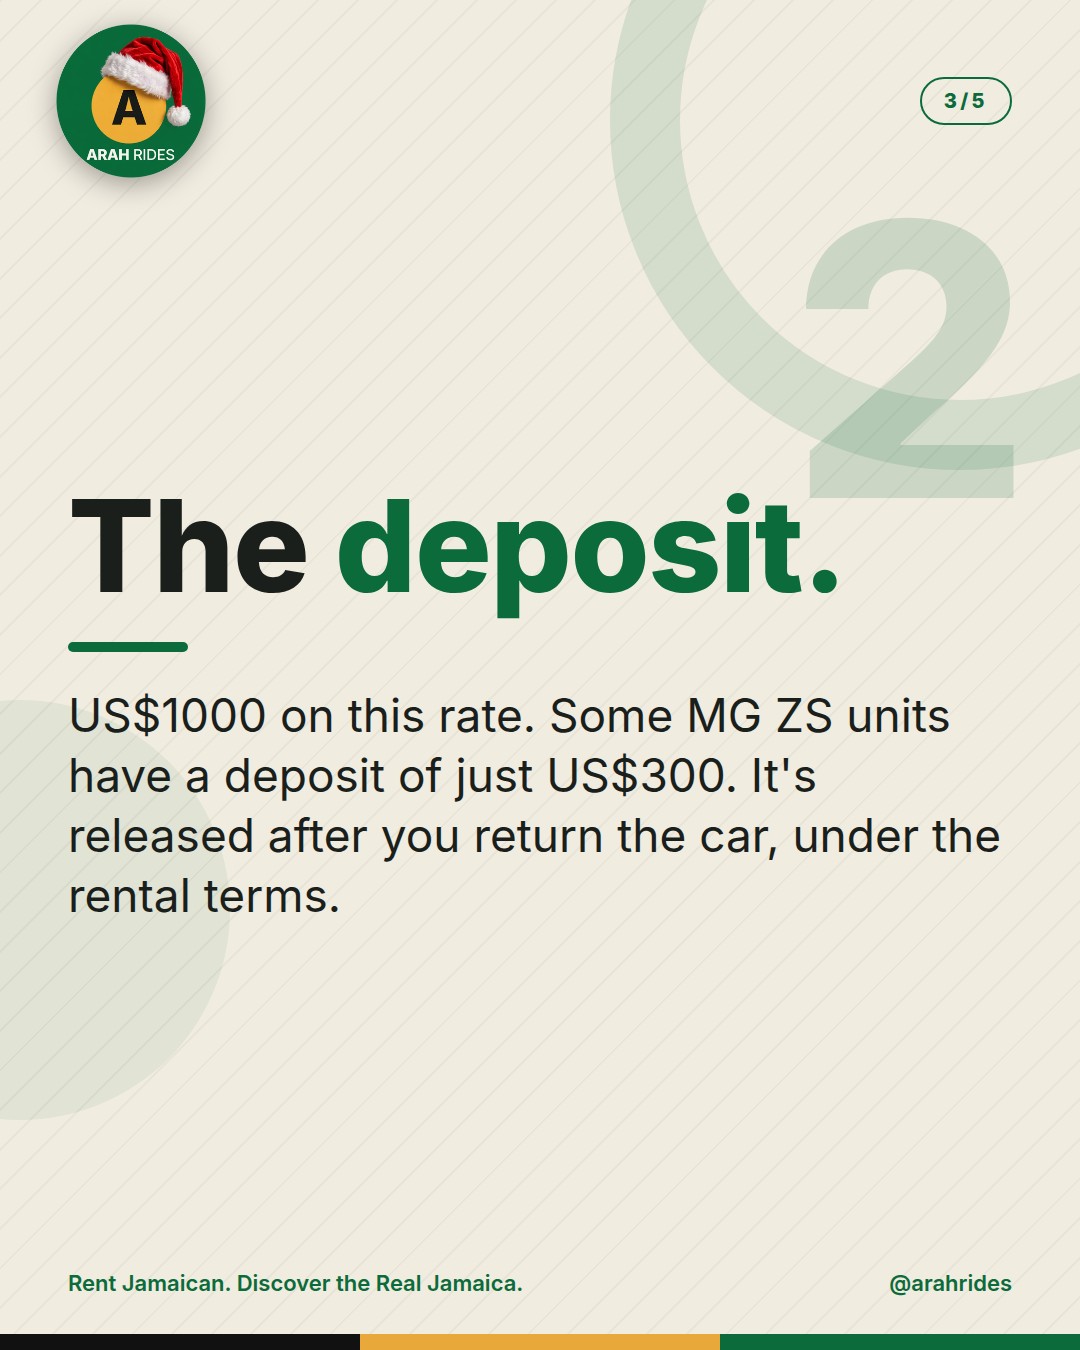 A
ARAH RIDES
3/5
2
The deposit.
US$1000 on this rate. Some MG ZS units
have a deposit of just US$300. It's
released after you return the car, under the
rental terms.
Rent Jamaican. Discover the Real Jamaica.
@arahrides